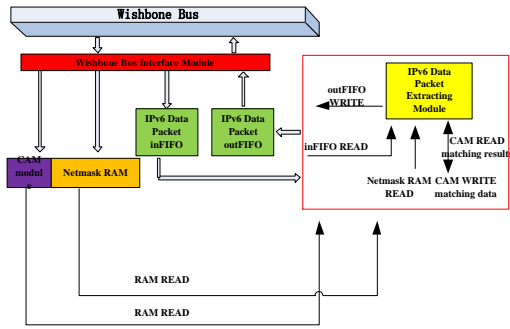 Wishbone Bus
Wishbone Bus Interface Module
IPv6 Data
Packet
inFIFO
IPv6 Data
Packet
outFIFO
CAM
modul
e
Netmask RAM
outFIFO
WRITE
IPv6 Data
Packet
Extracting
Module
inFIFO READ
CAM READ
matching results
Netmask RAM
READ
CAM WRITE
matching data
RAM READ
RAM READ